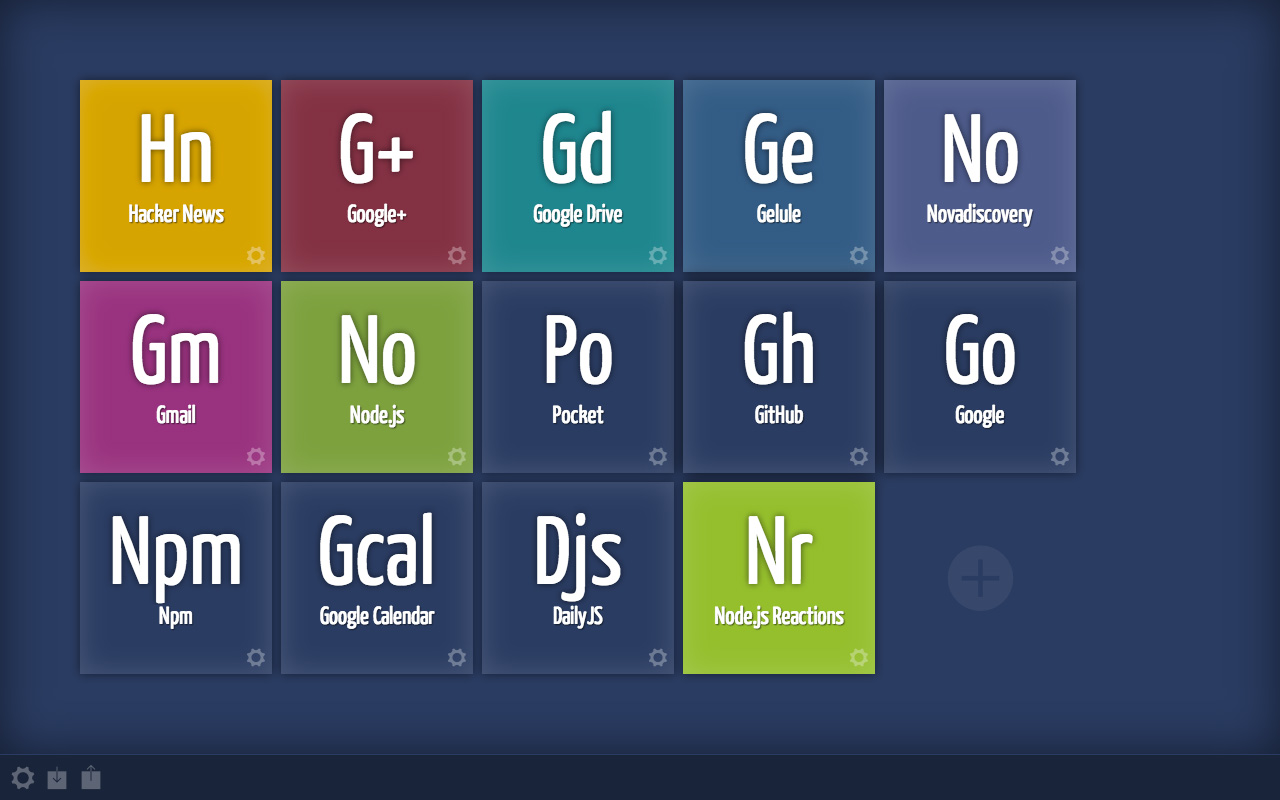 Hn
Hacker News
G+
Google+
Gd
Google Drive
Ge
Gelule
No
Novadiscovery
Gm
Gmail
No
Node.js
Po
Pocket
Gh
GitHub
Go
Google
Npm
Npm
Gcal
Google Calendar
Djs
DailyJS
Nr
Node.js Reactions